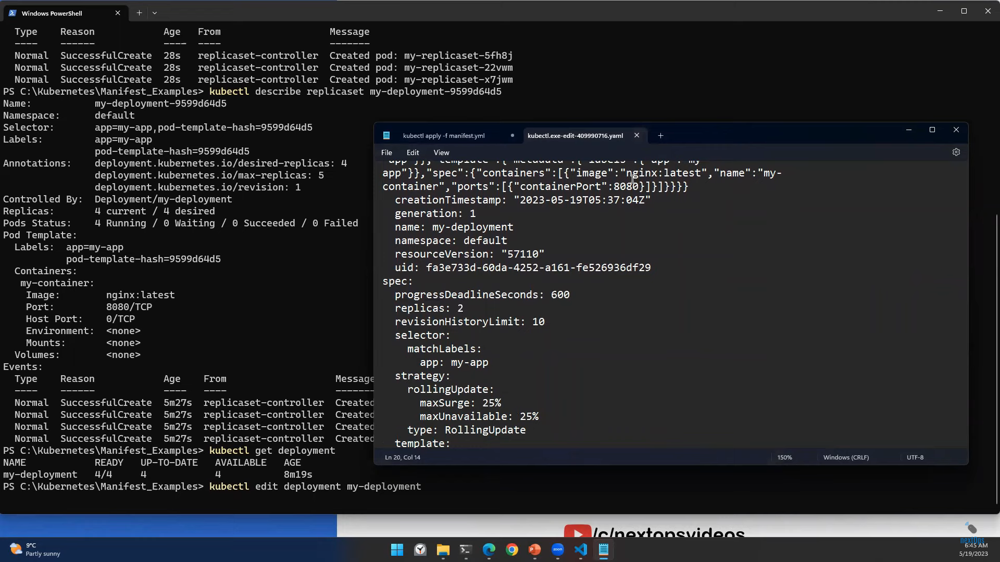 Windows PowerShell
Type Reason Age From Message
---- ------ ---- ---- -------
Normal SuccessfulCreate 28s replicaset-controller Created pod: my-replicaset-5fh8j
Normal SuccessfulCreate 28s replicaset-controller Created pod: my-replicaset-22vwm
Normal SuccessfulCreate 28s replicaset-controller Created pod: my-replicaset-x7jwm
PS C:\Kubernetes\Manifest_Examples> kubectl describe replicaset my-deployment-9599d64d5
Name: my-deployment-9599d64d5
Namespace: default
Selector: app=my-app,pod-template-hash=9599d64d5
Labels: app=my-app
pod-template-hash=9599d64d5
Annotations: deployment.kubernetes.io/desired-replicas: 4
deployment.kubernetes.io/max-replicas: 5
deployment.kubernetes.io/revision: 1
Controlled By: Deployment/my-deployment
Replicas: 4 current / 4 desired
Pods Status: 4 Running / 0 Waiting / 0 Succeeded / 0 Failed
Pod Template:
Labels: app=my-app
pod-template-hash=9599d64d5
Containers:
my-container:
Image: nginx:latest
Port: 8080/TCP
Host Port: 0/TCP
Environment: <none>
Mounts: <none>
Volumes: <none>
Events:
Type Reason Age From Message
---- ------ ---- ---- -------
Normal SuccessfulCreate 5m27s replicaset-controller Created
Normal SuccessfulCreate 5m27s replicaset-controller Created
Normal SuccessfulCreate 5m27s replicaset-controller Created
Normal SuccessfulCreate 5m27s replicaset-controller Created
PS C:\Kubernetes\Manifest_Examples> kubectl get deployment
NAME READY UP-TO-DATE AVAILABLE AGE
my-deployment 4/4 4 4 8m19s
PS C:\Kubernetes\Manifest_Examples> kubectl edit deployment my-deployment
kubectl apply -f manifest.yml
kubectl.exe-edit-409990716.yaml
File Edit View
app"}},"template":{"metadata":{"labels":{"app":"my-
app"}},"spec":{"containers":[{"image":"nginx:latest","name":"my-
container","ports":[{"containerPort":8080}]}]}}}}
creationTimestamp: "2023-05-19T05:37:04Z"
generation: 1
name: my-deployment
namespace: default
resourceVersion: "57110"
uid: fa3e733d-60da-4252-a161-fe526936df29
spec:
progressDeadlineSeconds: 600
replicas: 2
revisionHistoryLimit: 10
selector:
matchLabels:
app: my-app
strategy:
rollingUpdate:
maxSurge: 25%
maxUnavailable: 25%
type: RollingUpdate
template:
Ln 20, Col 14 150% Windows (CRLF) UTF-8
/c/nextopsvideos
nextOps
9°C
Partly sunny
zoom
6:45 AM
5/19/2023